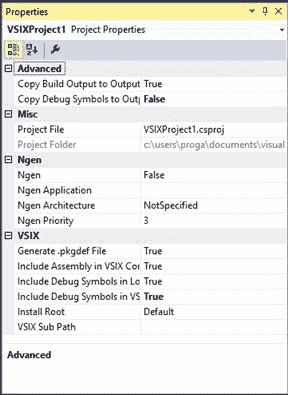 Properties
VSIXProject1 Project Properties
Advanced
Copy Build Output to Output True
Copy Debug Symbols to Outp False
Misc
Project File VSIXProject1.csproj
Project Folder c:\users\proga\documents\visual
Ngen
Ngen False
Ngen Application
Ngen Architecture NotSpecified
Ngen Priority 3
VSIX
Generate .pkgdef File True
Include Assembly in VSIX Con True
Include Debug Symbols in Lo True
Include Debug Symbols in VS True
Install Root Default
VSIX Sub Path
Advanced